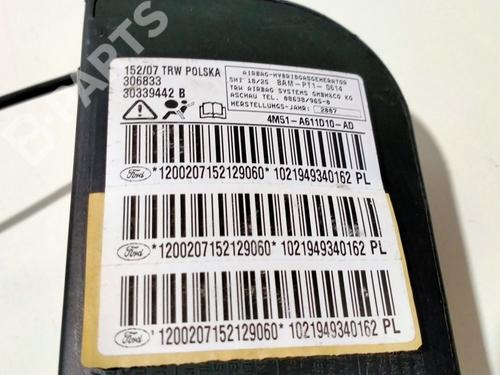 152/07 TRW POLSKA
306833
30339442 B
AIRBAG-HYBRIDGASGENERATOR
SHI 18/25 BAM-PT1- 0614
TRW AIRBAG SYSTEMS GMBH&CO KG
ASCHAU TEL. 08638/965-0
HERSTELLUNGS-JAHR: 2007
4M51-A611D10-AD
Ford *1200207152129060* 1021949340162 PL
Ford *1200207152129060* 1021949340162 PL
Ford *1200207152129060* 1021949340162 PL
PARTS